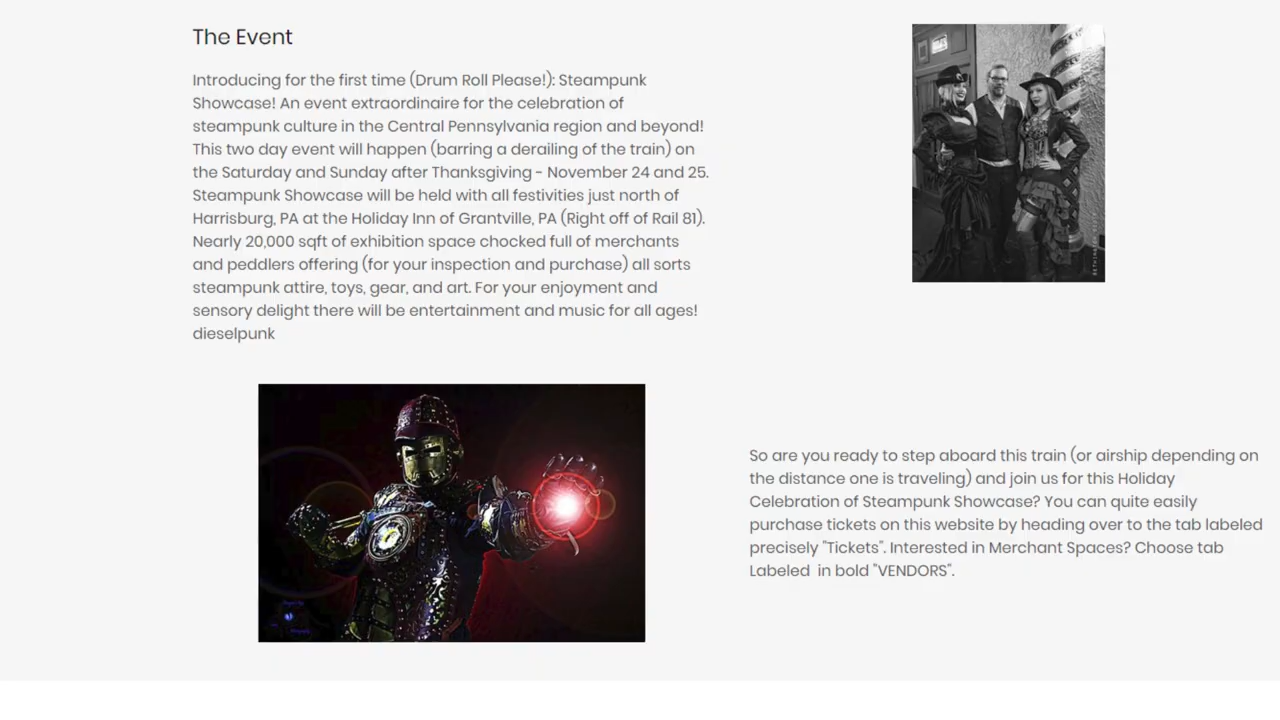 The Event
Introducing for the first time (Drum Roll Please!): Steampunk
Showcase! An event extraordinaire for the celebration of
steampunk culture in the Central Pennsylvania region and beyond!
This two day event will happen (barring a derailing of the train) on
the Saturday and Sunday after Thanksgiving - November 24 and 25.
Steampunk Showcase will be held with all festivities just north of
Harrisburg, PA at the Holiday Inn of Grantville, PA (Right off of Rail 81).
Nearly 20,000 sqft of exhibition space chocked full of merchants
and peddlers offering (for your inspection and purchase) all sorts
steampunk attire, toys, gear, and art. For your enjoyment and
sensory delight there will be entertainment and music for all ages!
dieselpunk
So are you ready to step aboard this train (or airship depending on
the distance one is traveling) and join us for this Holiday
Celebration of Steampunk Showcase? You can quite easily
purchase tickets on this website by heading over to the tab labeled
precisely "Tickets". Interested in Merchant Spaces? Choose tab
Labeled  in bold "VENDORS".